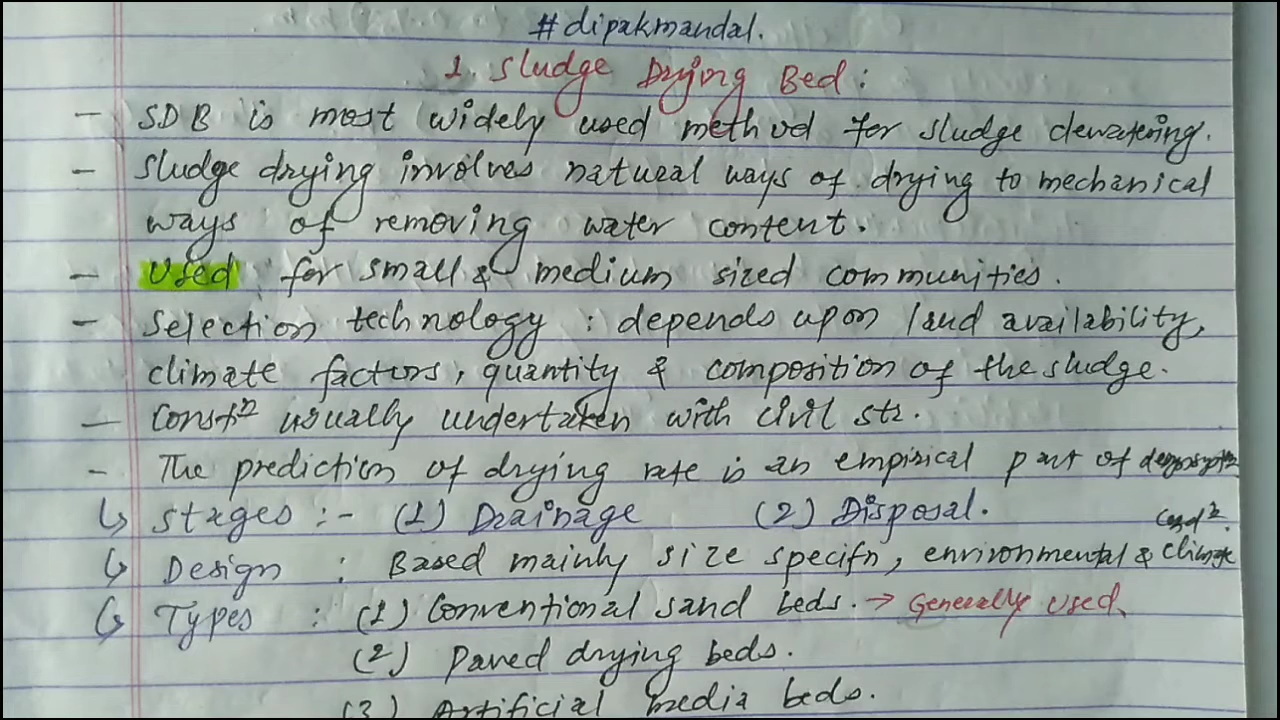 #dipakmandal.
1. Sludge Drying Bed :
- SDB is most widely used method for sludge dewatering.
- Sludge drying involves natural ways of drying to mechanical
ways of removing water content.
- Used for small & medium sized communities.
- Selection technology : depends upon land availability,
climate factors, quantity & composition of the sludge.
- Constⁿ usually undertaken with civil str.
- The prediction of drying rate is an empirical part of
↳ Stages :- (1) Drainage (2) Disposal.
condⁿ.
↳ Design : Based mainly size specifn, environmental & climate
↳ Types : (1) Conventional sand beds. → Generally Used.
(2) Paved drying beds.
(3) Artificial media beds.